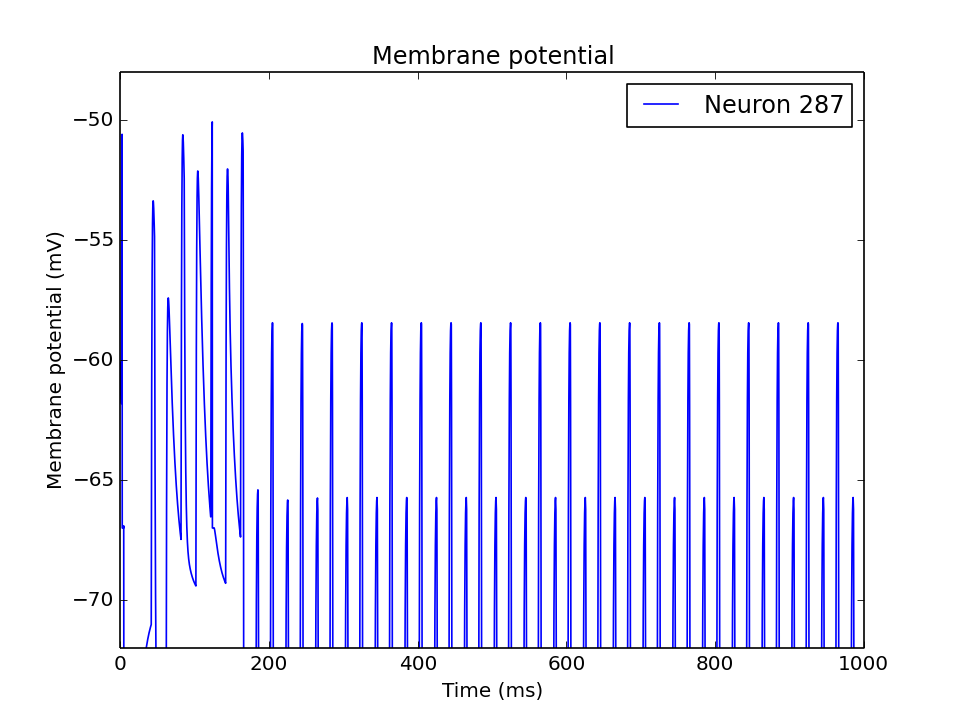 Membrane potential
Neuron 287
Membrane potential (mV)
−50
−55
−60
−65
−70
0 200 400 600 800 1000
Time (ms)